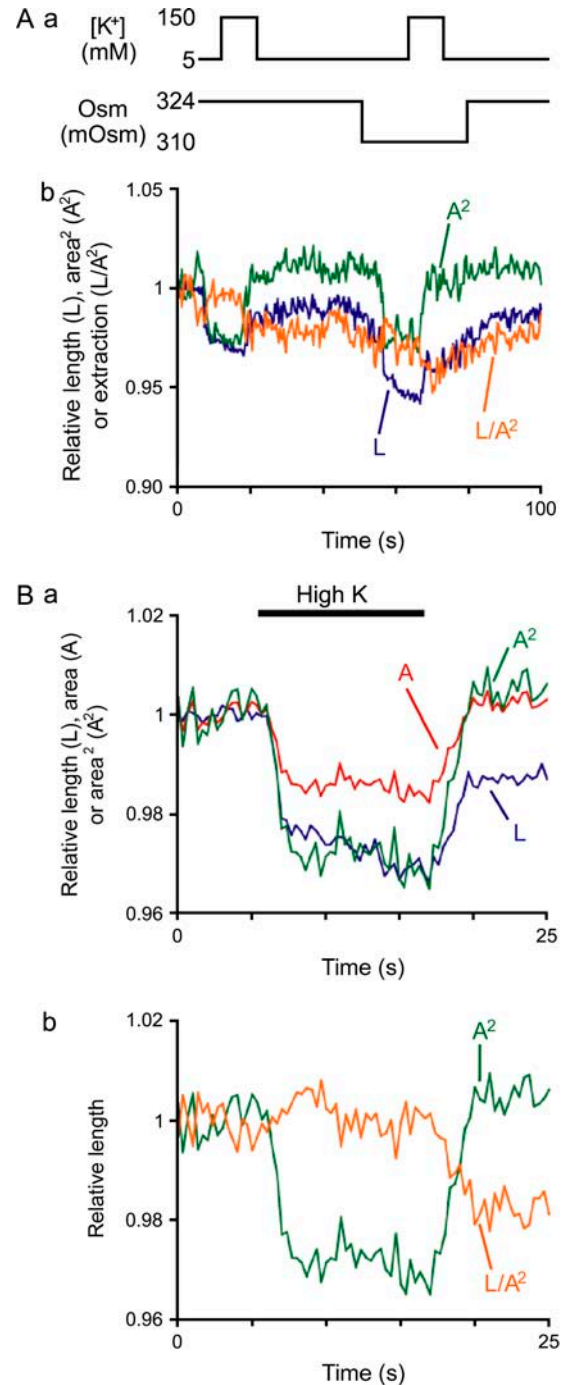 A a
[K⁺]
(mM)
150
5
Osm
(mOsm)
324
310
b
Relative length (L), area² (A²)
or extraction (L/A²)
1.05
1
0.95
0.90
A²
L
L/A²
0
100
Time (s)
B a
High K
Relative length (L), area (A)
or area² (A²)
1.02
1
0.98
0.96
A
A²
L
0
25
Time (s)
b
Relative length
1.02
1
0.98
0.96
A²
L/A²
0
25
Time (s)